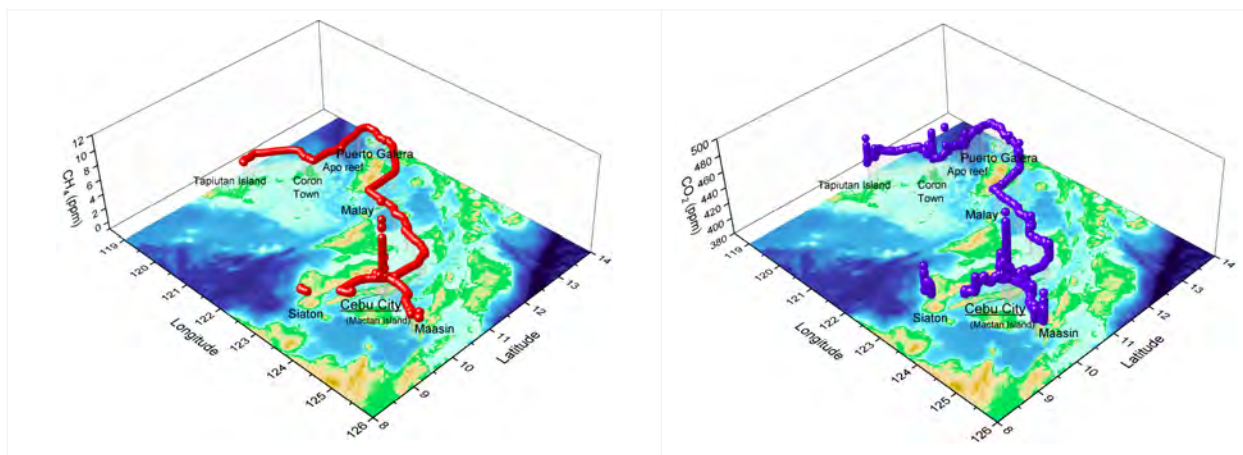 12
10
8
6
4
2
0
CH4 (ppm)
Puerto Galera
Apo reef
Tapiutan Island
Coron
Town
Malay
Cebu City
(Mactan Island)
Siaton
Maasin
119
120
121
122
123
124
125
126
Longitude
8
9
10
11
12
13
14
Latitude
500
480
460
440
420
400
380
CO2 (ppm)
Puerto Galera
Apo reef
Tapiutan Island
Coron
Town
Malay
Cebu City
(Mactan Island)
Siaton
Maasin
119
120
121
122
123
124
125
126
Longitude
8
9
10
11
12
13
14
Latitude